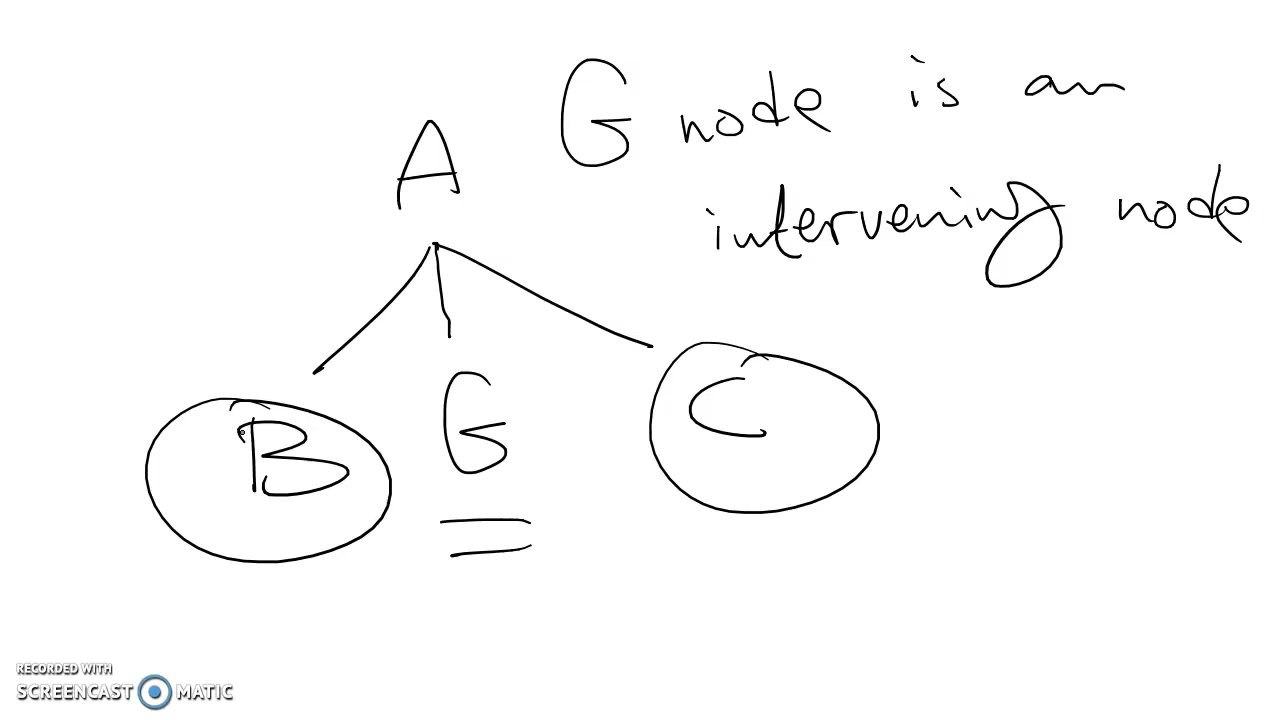 G node is an
intervening node
A
B G C
RECORDED WITH
SCREENCAST MATIC